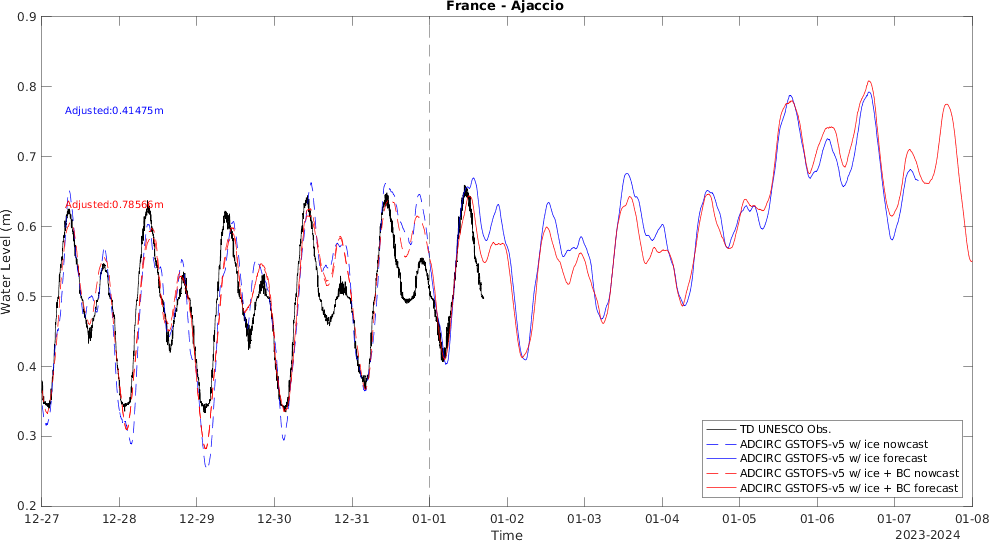 France - Ajaccio
0.9
0.8
0.7
0.6
0.5
0.4
0.3
0.2
Water Level (m)
Adjusted:0.41475m
Adjusted:0.78566m
TD UNESCO Obs.
ADCIRC GSTOFS-v5 w/ ice nowcast
ADCIRC GSTOFS-v5 w/ ice forecast
ADCIRC GSTOFS-v5 w/ ice + BC nowcast
ADCIRC GSTOFS-v5 w/ ice + BC forecast
12-27 12-28 12-29 12-30 12-31 01-01 01-02 01-03 01-04 01-05 01-06 01-07 01-08
Time
2023-2024